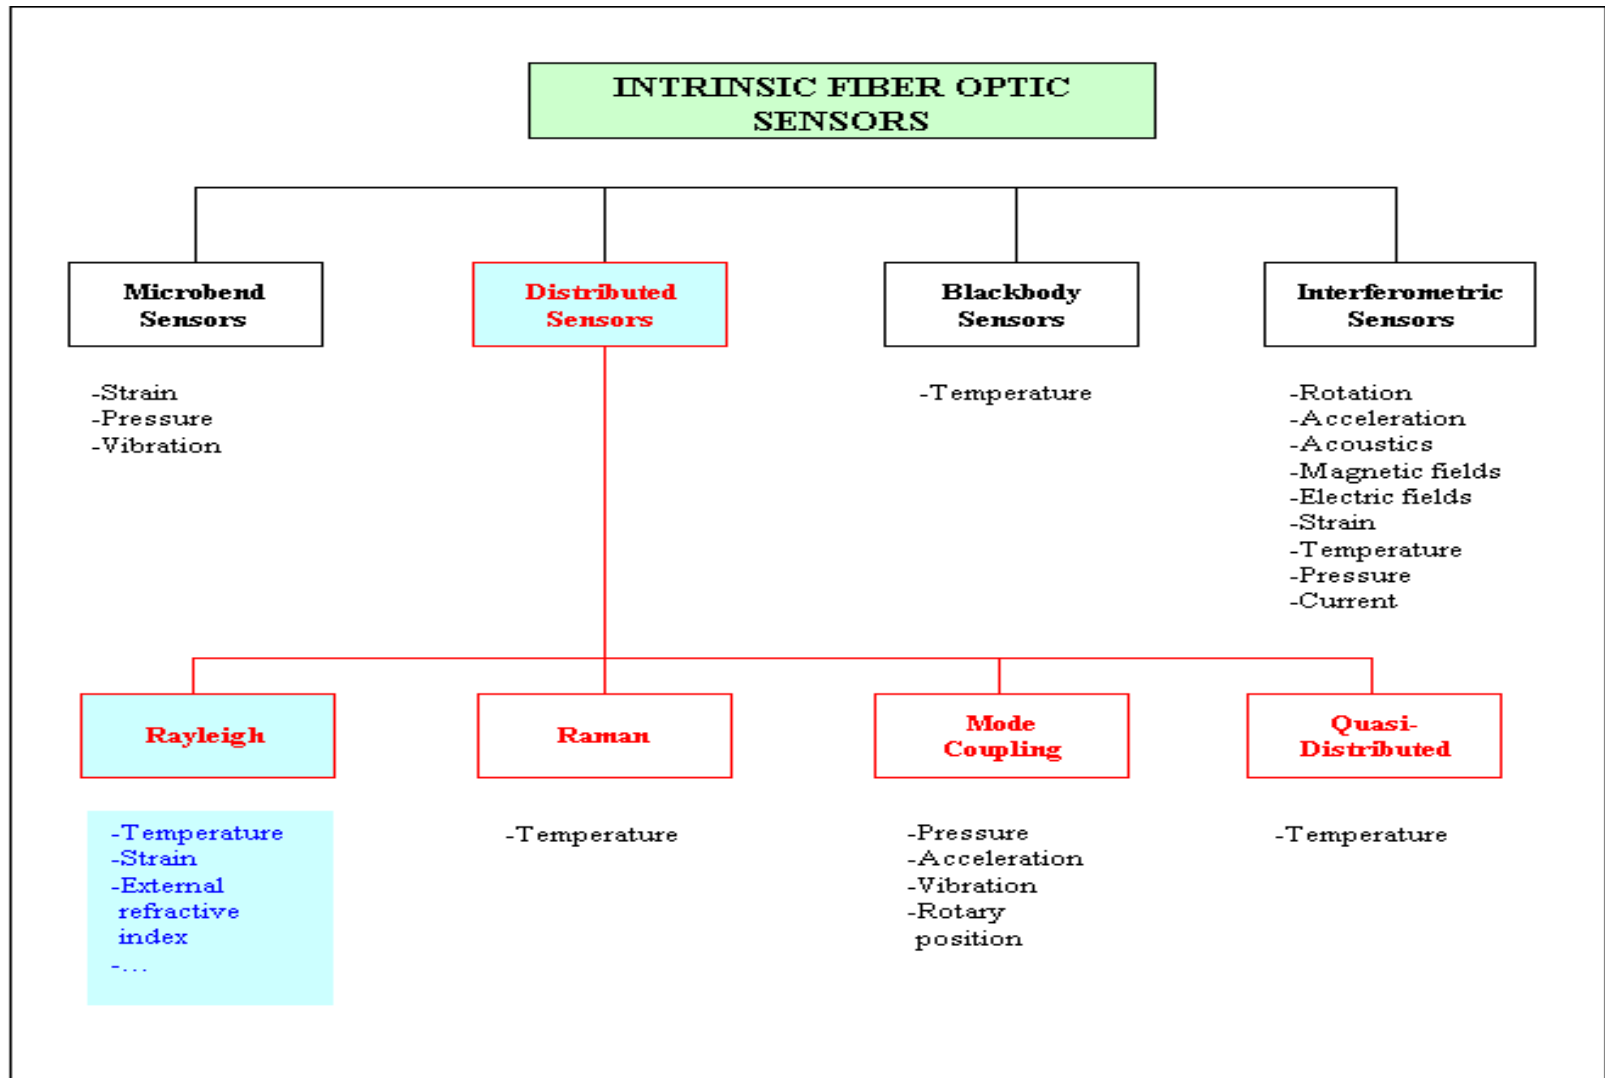 INTRINSIC FIBER OPTIC
SENSORS
Microbend
Sensors
Distributed
Sensors
Blackbody
Sensors
Interferometric
Sensors
-Strain
-Pressure
-Vibration
-Temperature
-Rotation
-Acceleration
-Acoustics
-Magnetic fields
-Electric fields
-Strain
-Temperature
-Pressure
-Current
Rayleigh
Raman
Mode
Coupling
Quasi-
Distributed
-Temperature
-Strain
-External
refractive
index
-...
-Temperature
-Pressure
-Acceleration
-Vibration
-Rotary
position
-Temperature